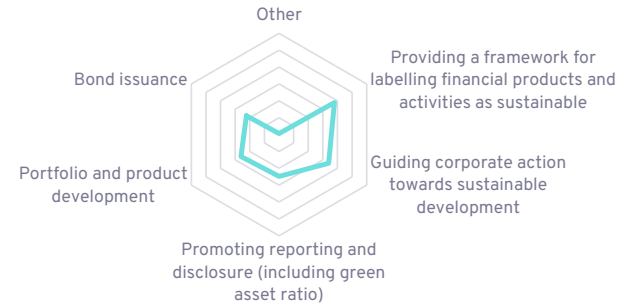 Other
Providing a framework for
labelling financial products and
activities as sustainable
Bond issuance
Guiding corporate action
towards sustainable
development
Portfolio and product
development
Promoting reporting and
disclosure (including green
asset ratio)